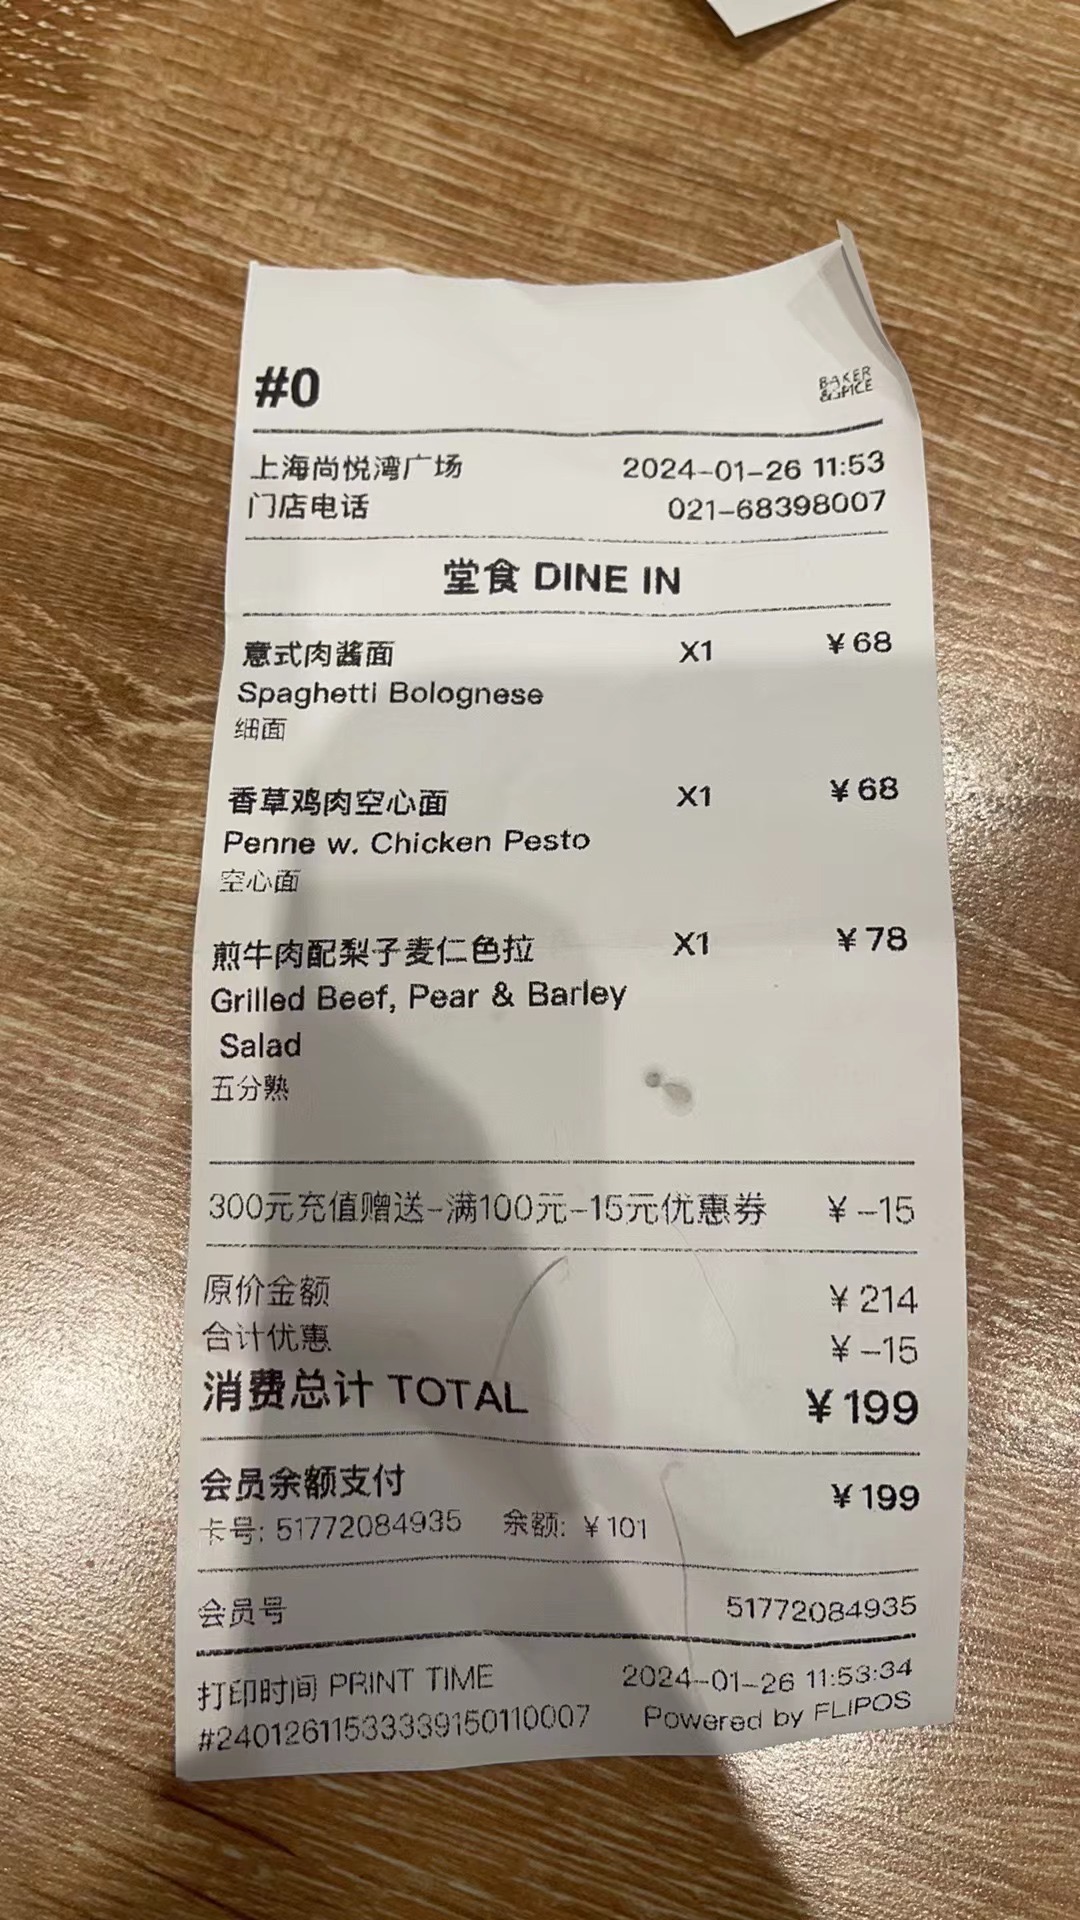 #0
BAKER
&SPICE
上海尚悦湾广场 2024-01-26 11:53
门店电话 021-68398007
堂食 DINE IN
意式肉酱面 X1 ¥68
Spaghetti Bolognese
细面
香草鸡肉空心面 X1 ¥68
Penne w. Chicken Pesto
空心面
煎牛肉配梨子麦仁色拉 X1 ¥78
Grilled Beef, Pear & Barley
Salad
五分熟
300元充值赠送-满100元-15元优惠券 ¥-15
原价金额 ¥214
合计优惠 ¥-15
消费总计 TOTAL ¥199
会员余额支付 ¥199
卡号: 51772084935 余额: ¥101
会员号 51772084935
打印时间 PRINT TIME 2024-01-26 11:53:34
#24012611533339150110007 Powered by FLIPOS